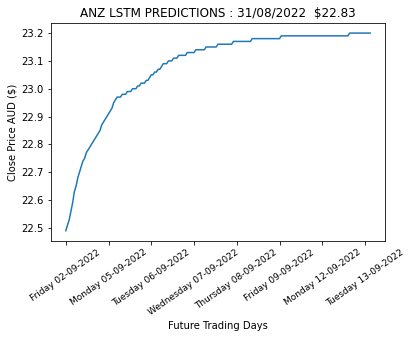 ANZ LSTM PREDICTIONS : 31/08/2022 $22.83
Close Price AUD ($)
23.2
23.1
23.0
22.9
22.8
22.7
22.6
22.5
Friday 02-09-2022
Monday 05-09-2022
Tuesday 06-09-2022
Wednesday 07-09-2022
Thursday 08-09-2022
Friday 09-09-2022
Monday 12-09-2022
Tuesday 13-09-2022
Future Trading Days